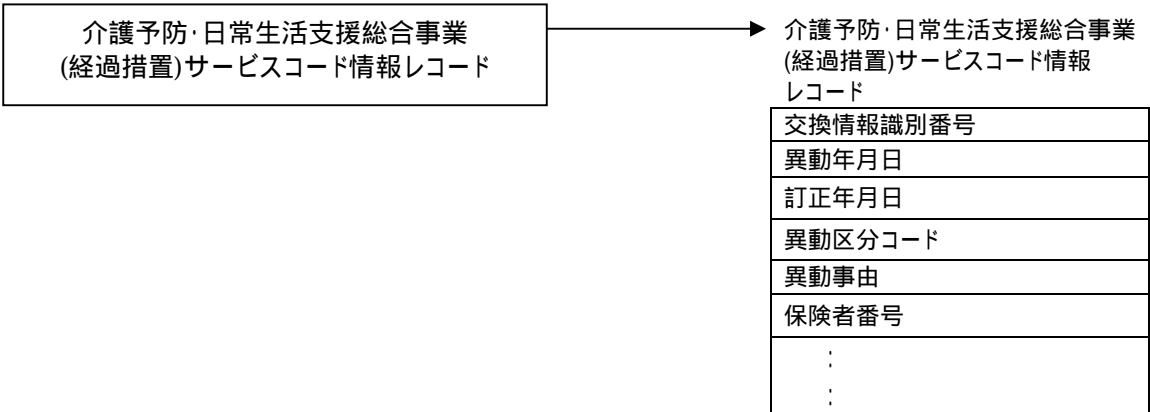 介護予防･日常生活支援総合事業
(経過措置)サービスコード情報レコード
介護予防･日常生活支援総合事業
(経過措置)サービスコード情報
レコード
交換情報識別番号
異動年月日
訂正年月日
異動区分コード
異動事由
保険者番号
:
: